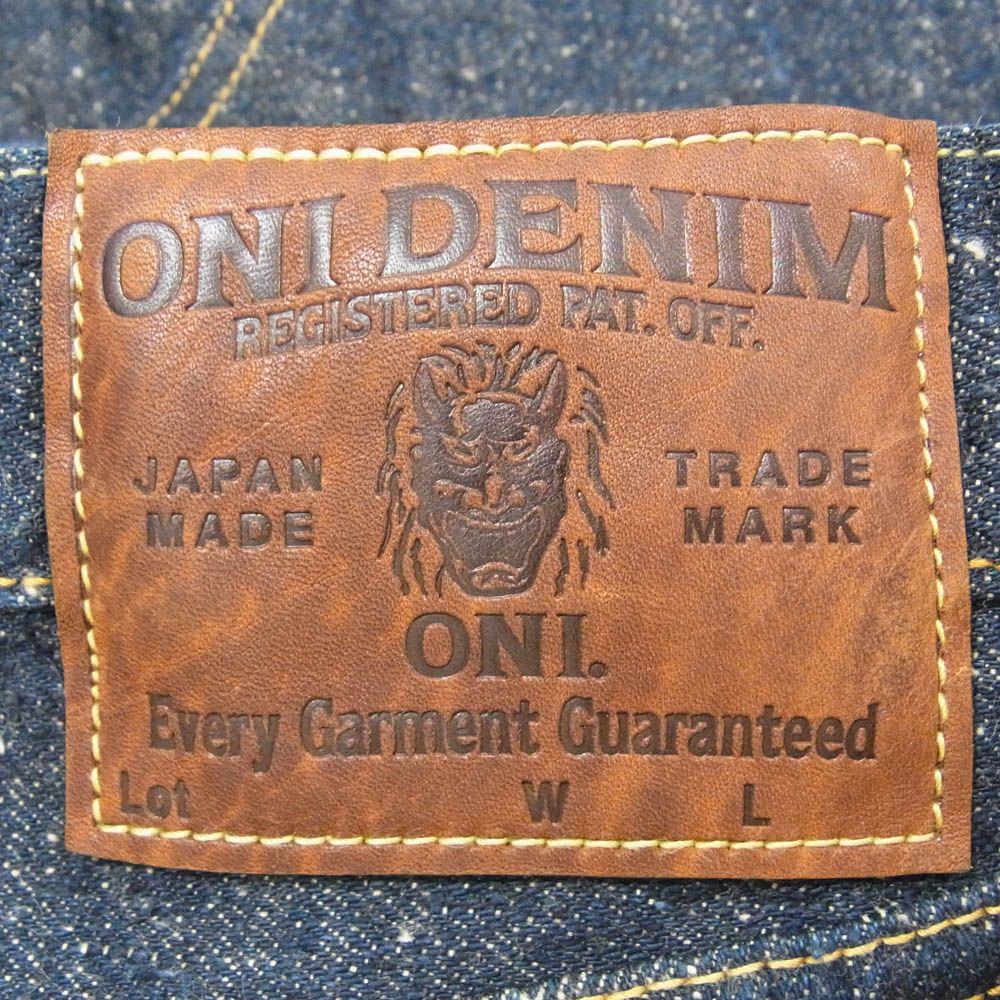 ONI DENIM
REGISTERED PAT. OFF.
JAPAN MADE
TRADE MARK
ONI.
Every Garment Guaranteed
Lot W L